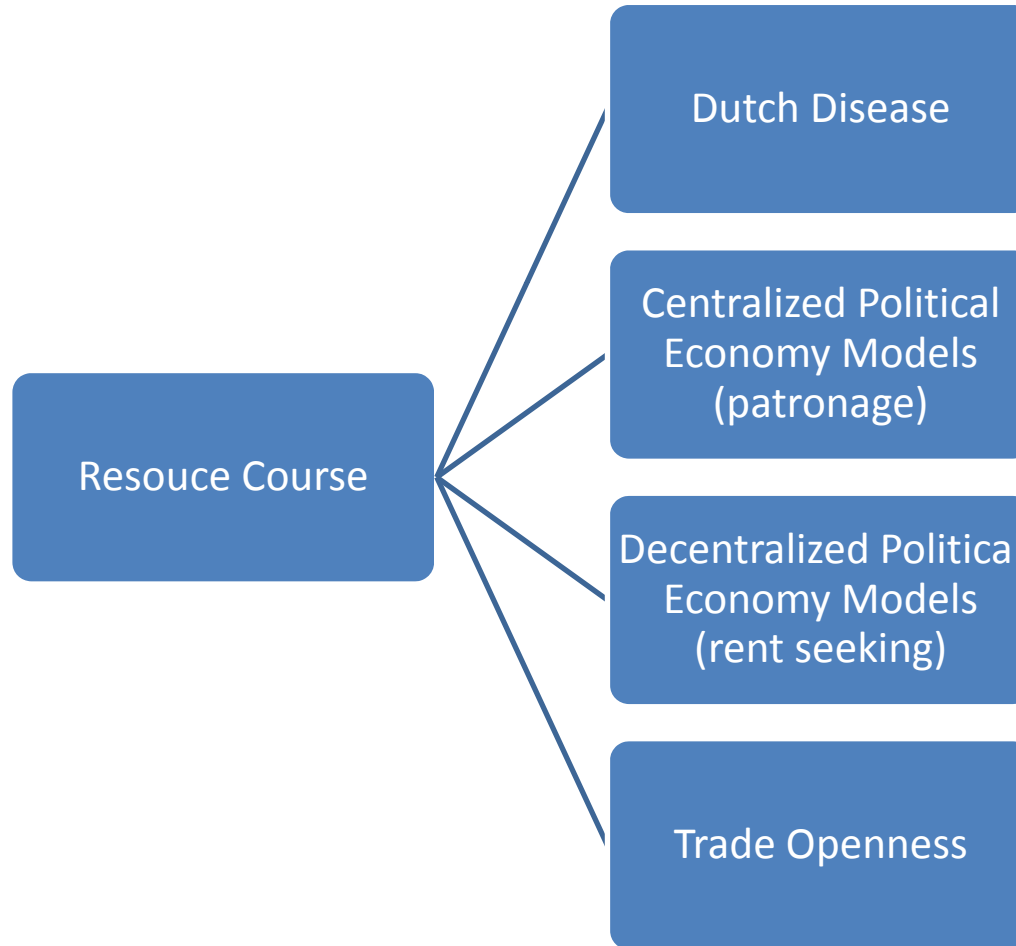 Dutch Disease
Centralized Political
Economy Models
(patronage)
Resouce Course
Decentralized Politica
Economy Models
(rent seeking)
Trade Openness